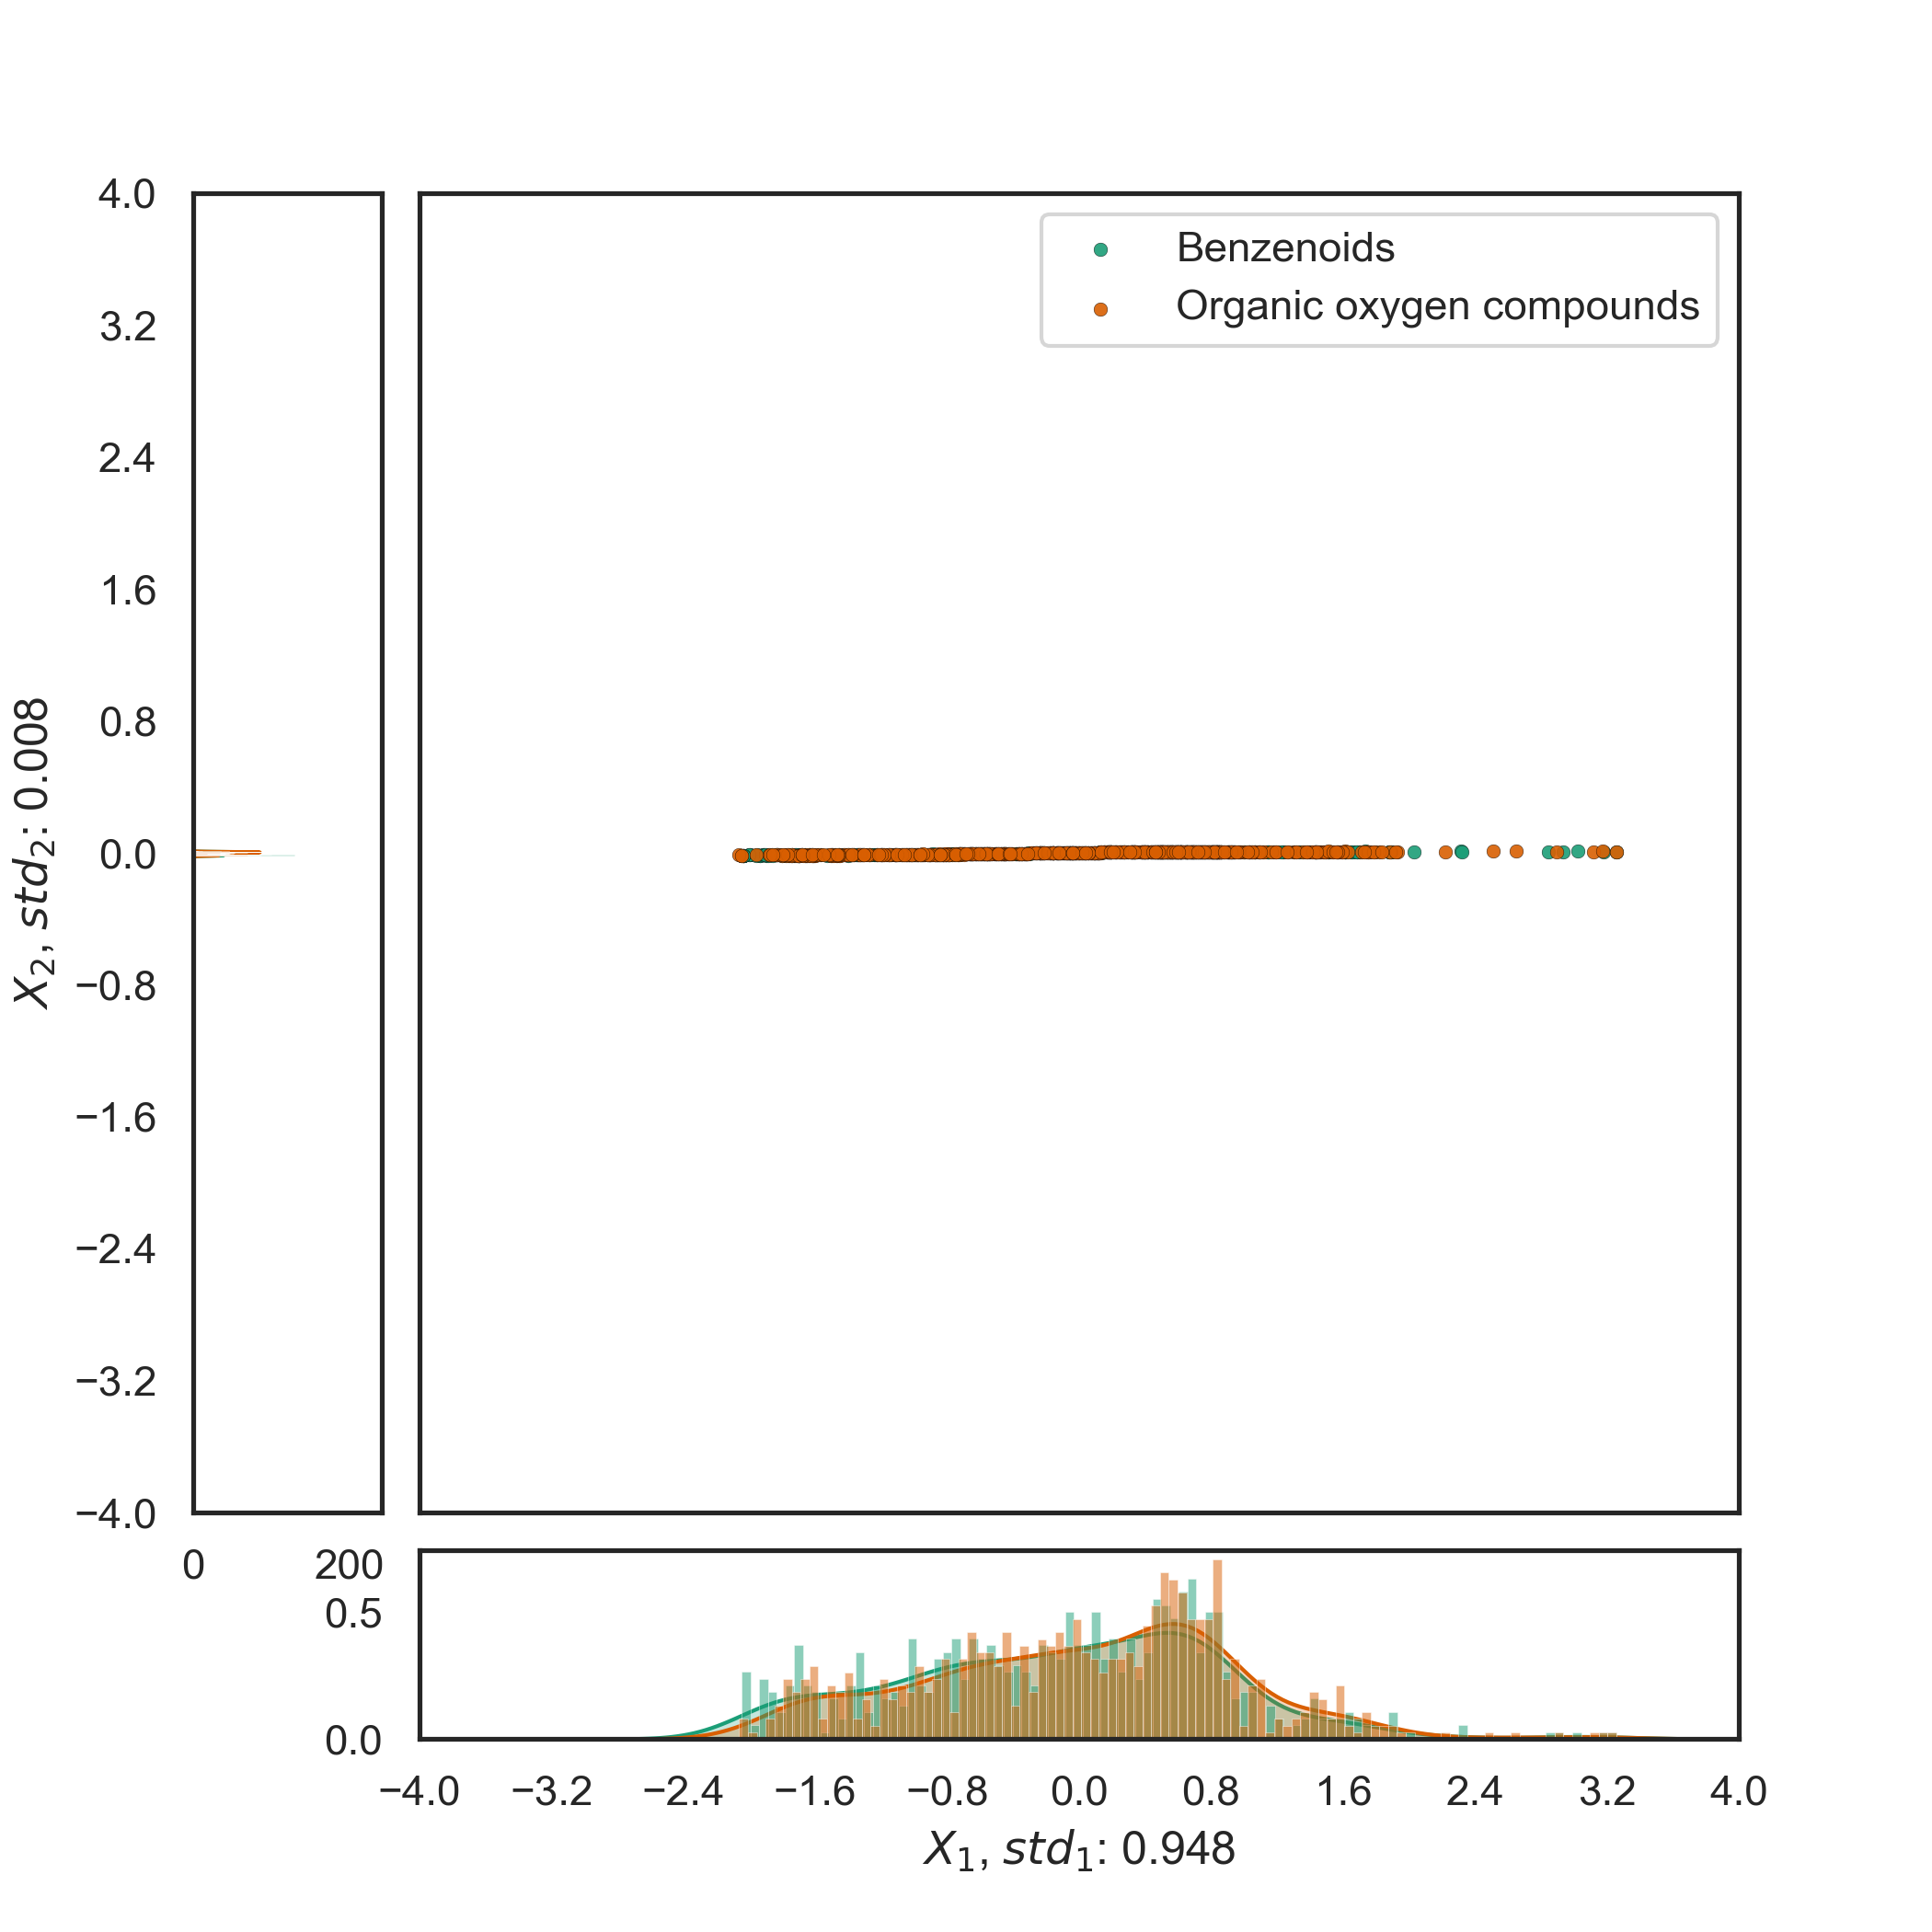 Benzenoids
Organic oxygen compounds
4.0
3.2
2.4
1.6
0.8
0.0
−0.8
−1.6
−2.4
−3.2
−4.0
X₂, std₂: 0.008
0 200
0.5
0.0
−4.0 −3.2 −2.4 −1.6 −0.8 0.0 0.8 1.6 2.4 3.2 4.0
X₁, std₁: 0.948